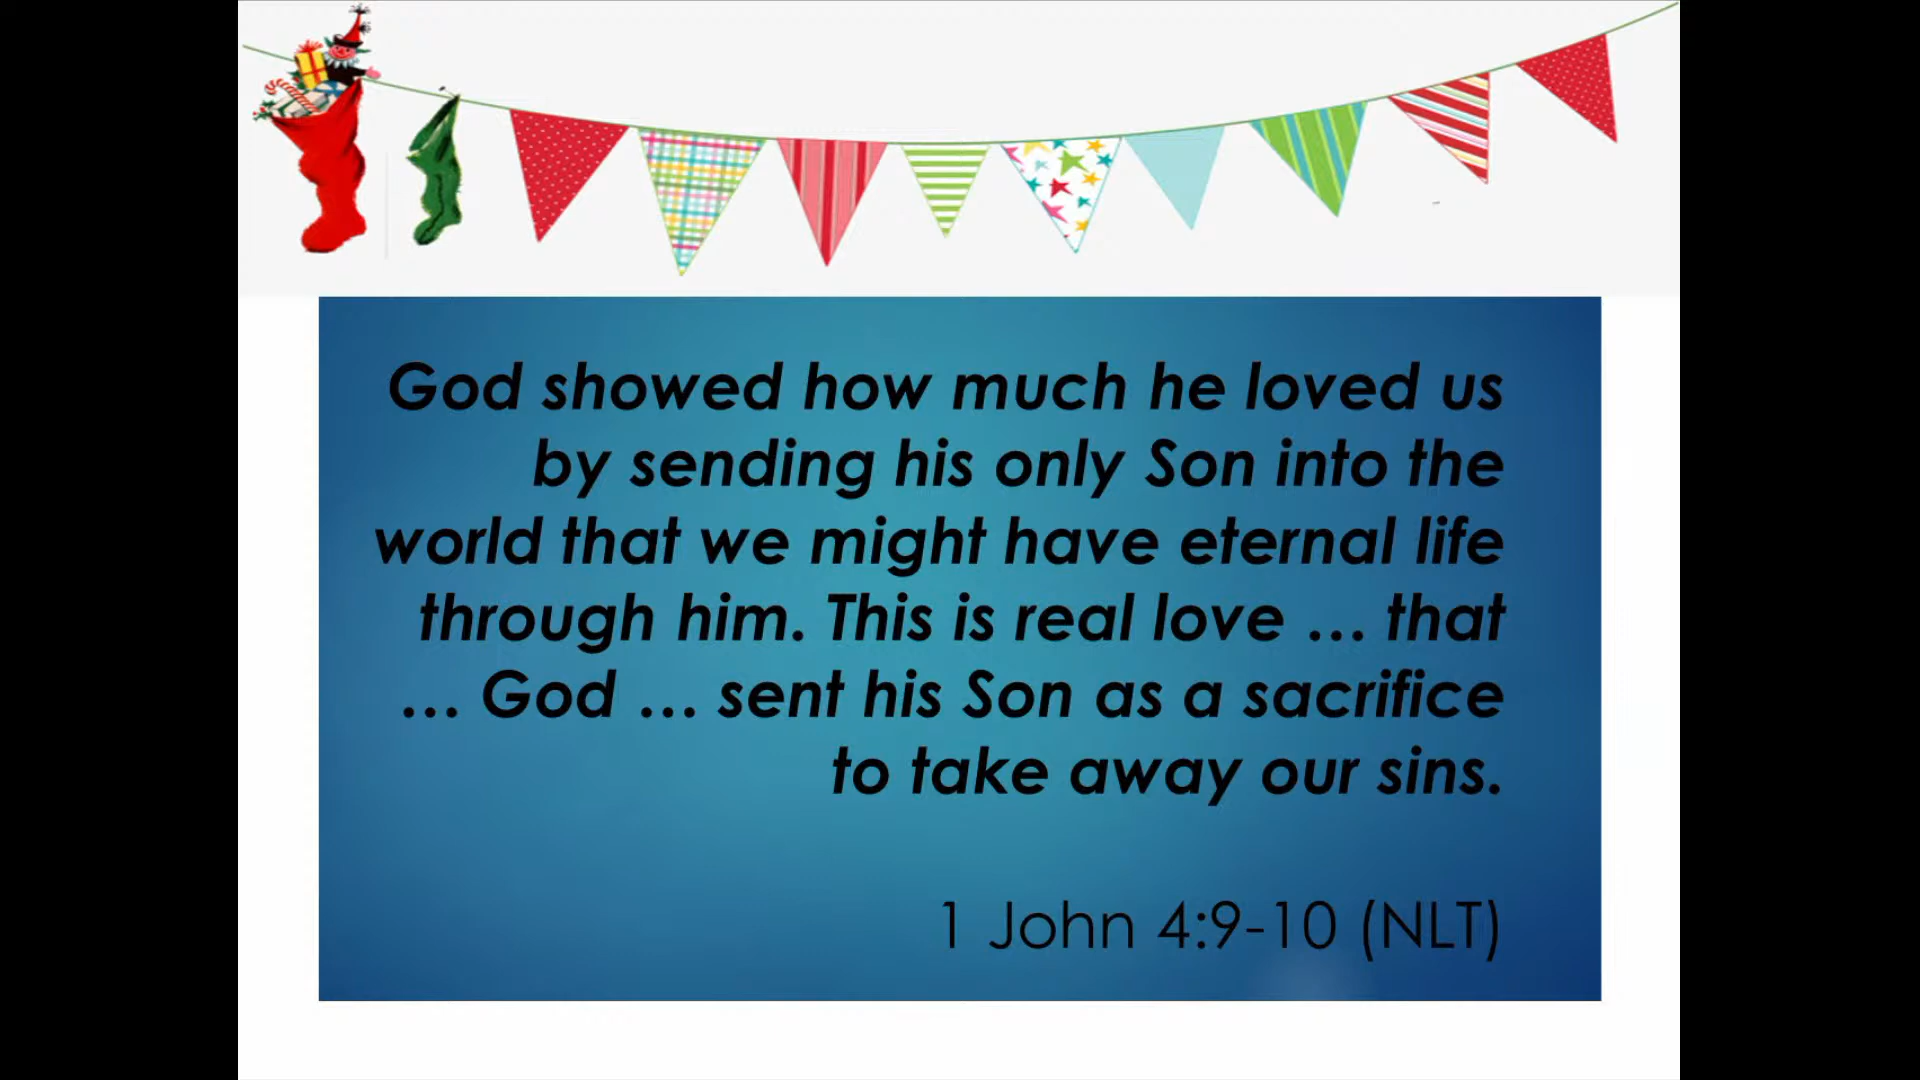 God showed how much he loved us
by sending his only Son into the
world that we might have eternal life
through him. This is real love … that
… God … sent his Son as a sacrifice
to take away our sins.
1 John 4:9-10 (NLT)